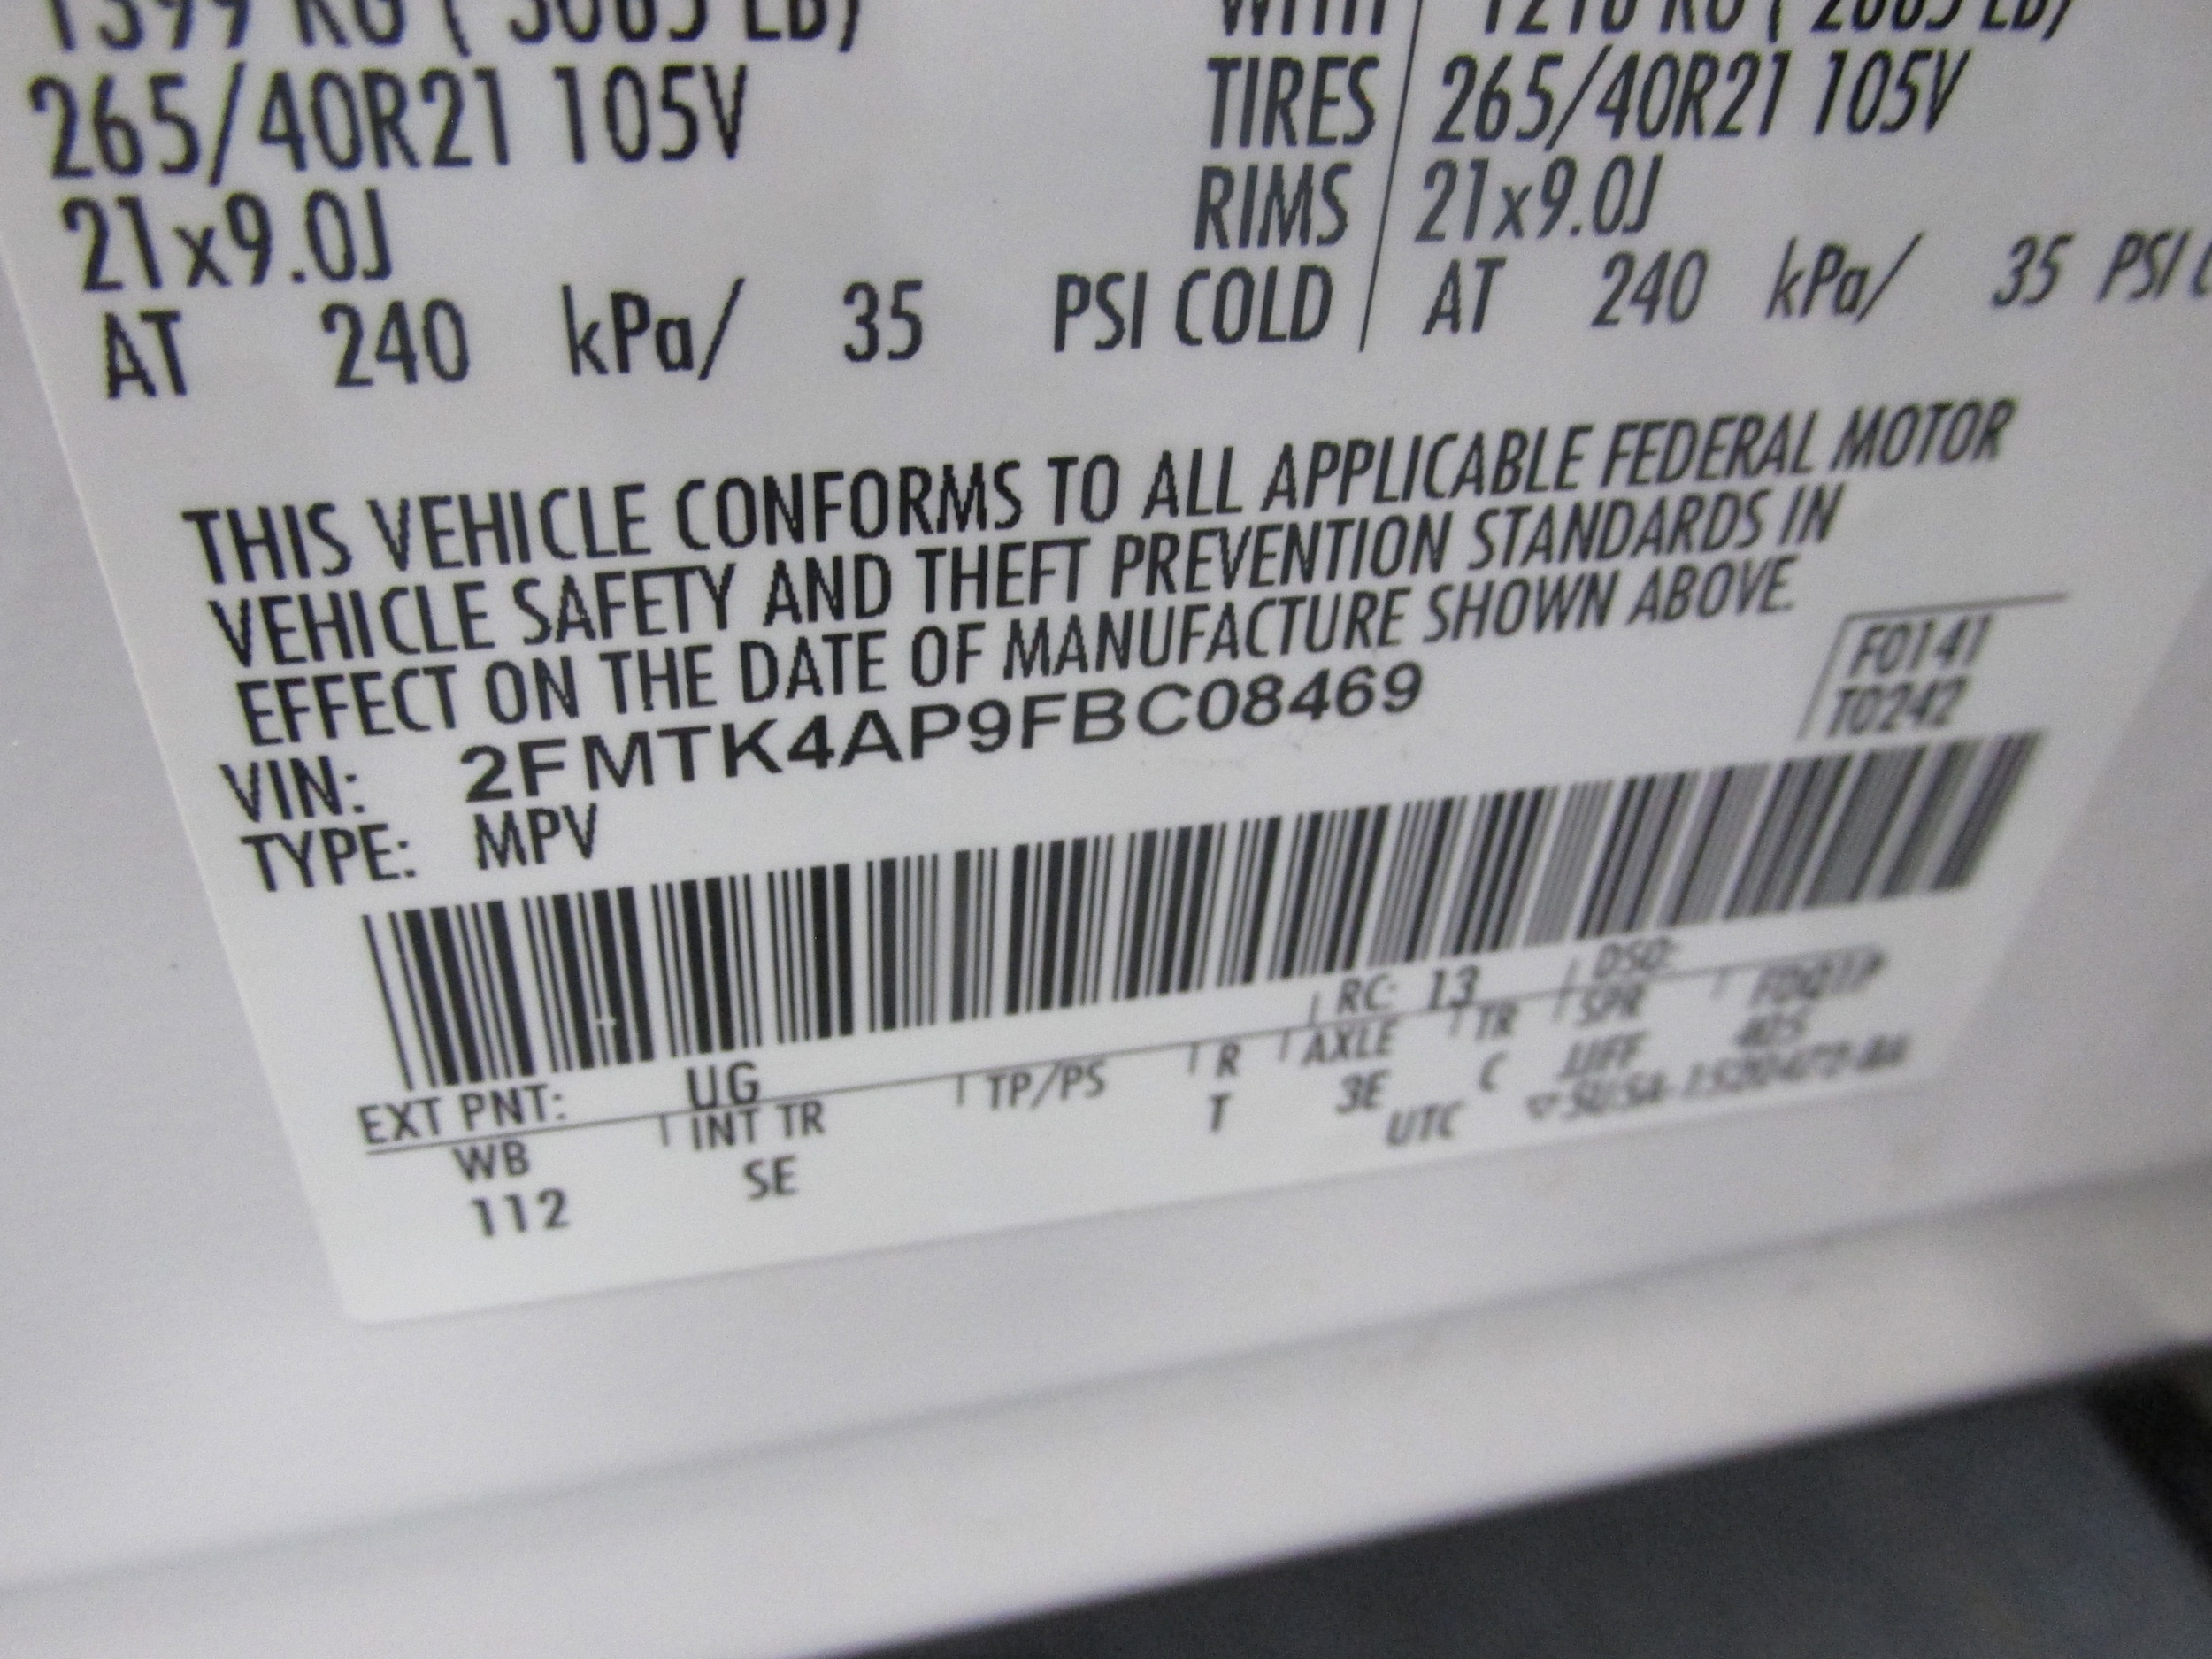 265/40R21 105V TIRES 265/40R21 105V
21x9.0J RIMS 21x9.0J
AT 240 kPa/ 35 PSI COLD AT 240 kPa/ 35 PSI
THIS VEHICLE CONFORMS TO ALL APPLICABLE FEDERAL MOTOR
VEHICLE SAFETY AND THEFT PREVENTION STANDARDS IN
EFFECT ON THE DATE OF MANUFACTURE SHOWN ABOVE.
F0141
T0242
VIN: 2FMTK4AP9FBC08469
TYPE: MPV
EXT PNT: UG RC: 13 DSO:
WB INT TR TP/PS R AXLE TR SPR
112 SE T 3E C
UTC